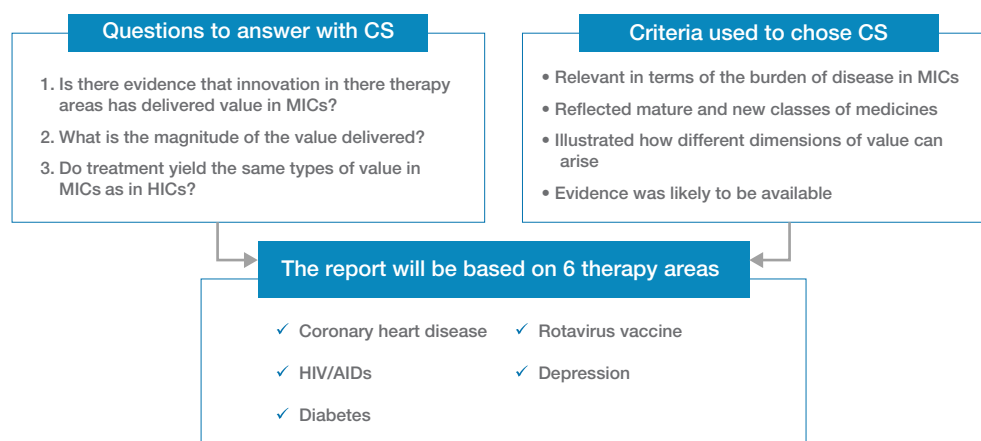 Questions to answer with CS
1. Is there evidence that innovation in there therapy
areas has delivered value in MICs?
2. What is the magnitude of the value delivered?
3. Do treatment yield the same types of value in
MICs as in HICs?
Criteria used to chose CS
• Relevant in terms of the burden of disease in MICs
• Reflected mature and new classes of medicines
• Illustrated how different dimensions of value can
arise
• Evidence was likely to be available
The report will be based on 6 therapy areas
✓ Coronary heart disease
✓ HIV/AIDs
✓ Diabetes
✓ Rotavirus vaccine
✓ Depression